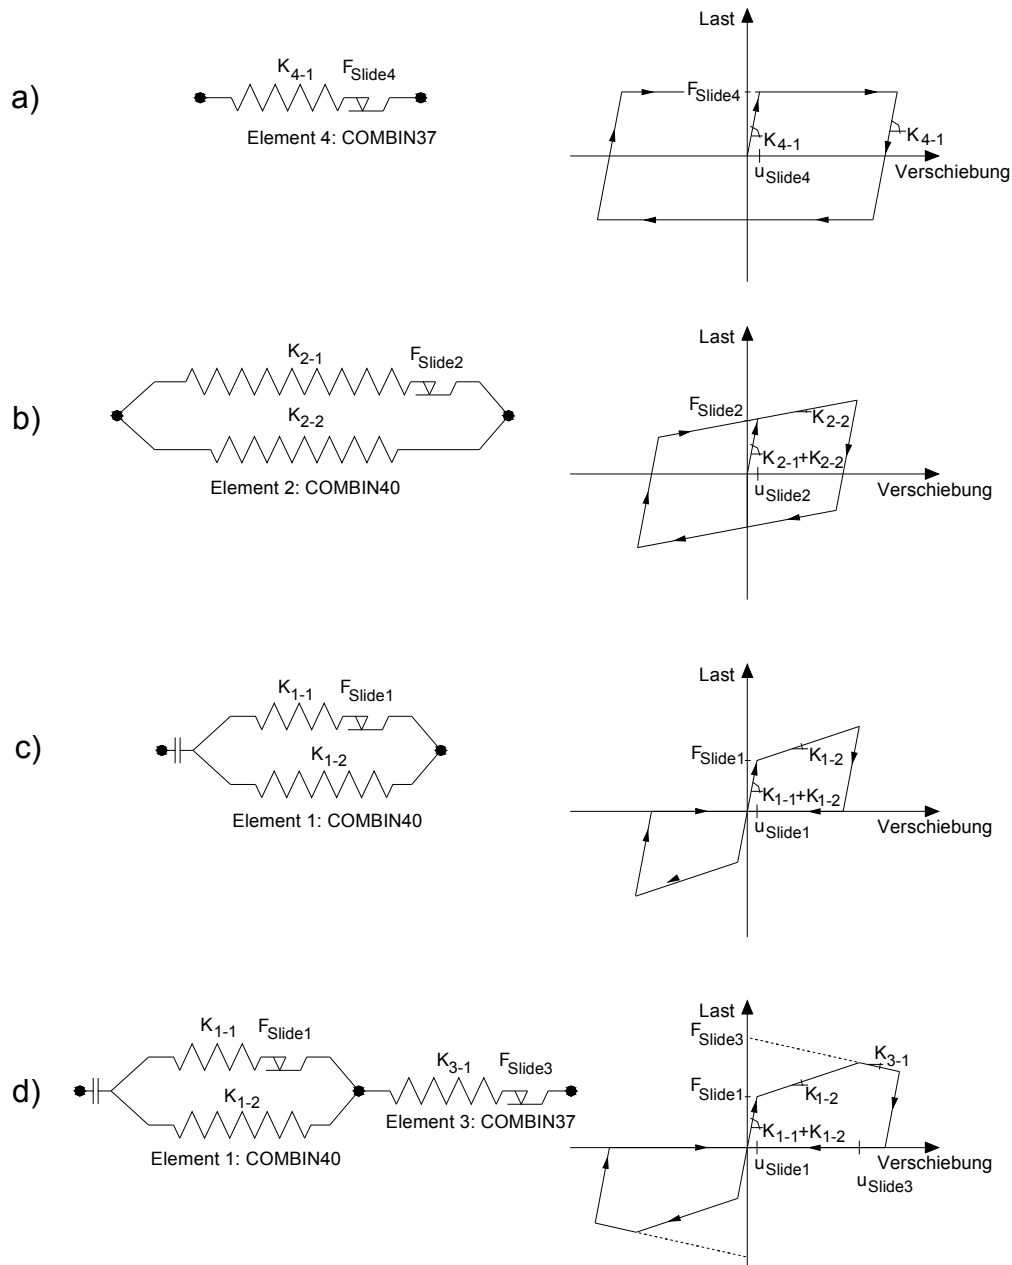 a)
K4-1
FSlide4
Element 4: COMBIN37
Last
FSlide4
K4-1
K4-1
uSlide4
Verschiebung
b)
K2-1
FSlide2
K2-2
Element 2: COMBIN40
Last
FSlide2
K2-2
K2-1+K2-2
uSlide2
Verschiebung
c)
K1-1
FSlide1
K1-2
Element 1: COMBIN40
Last
FSlide1
K1-2
K1-1+K1-2
uSlide1
Verschiebung
d)
K1-1
FSlide1
K1-2
Element 1: COMBIN40
K3-1
FSlide3
Element 3: COMBIN37
Last
FSlide3
K3-1
FSlide1
K1-2
K1-1+K1-2
uSlide1
Verschiebung
uSlide3